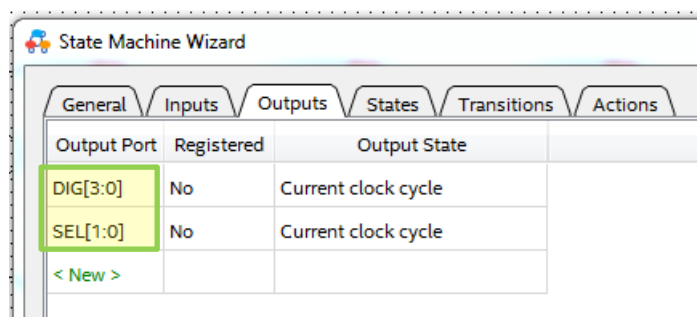 State Machine Wizard
General Inputs Outputs States Transitions Actions
Output Port Registered Output State
DIG[3:0] No Current clock cycle
SEL[1:0] No Current clock cycle
< New >